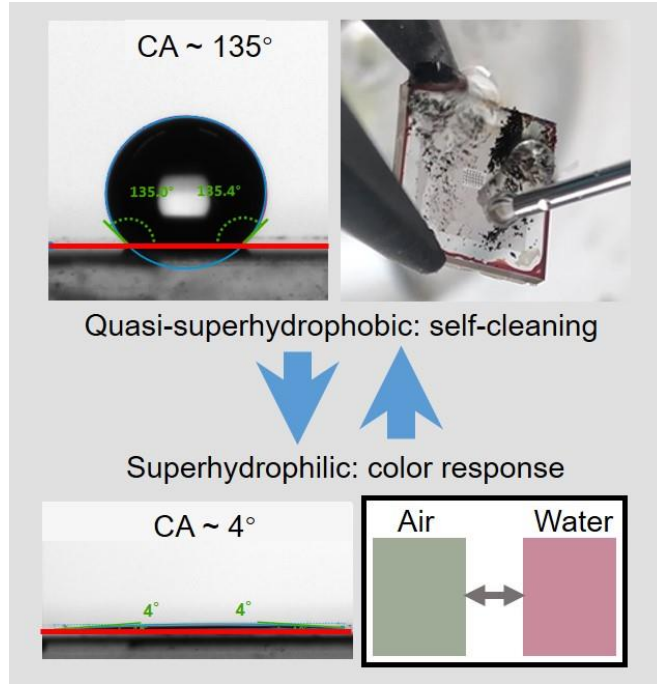 CA ~ 135°
135.0° 135.4°
Quasi-superhydrophobic: self-cleaning
Superhydrophilic: color response
CA ~ 4°
4° 4°
Air Water